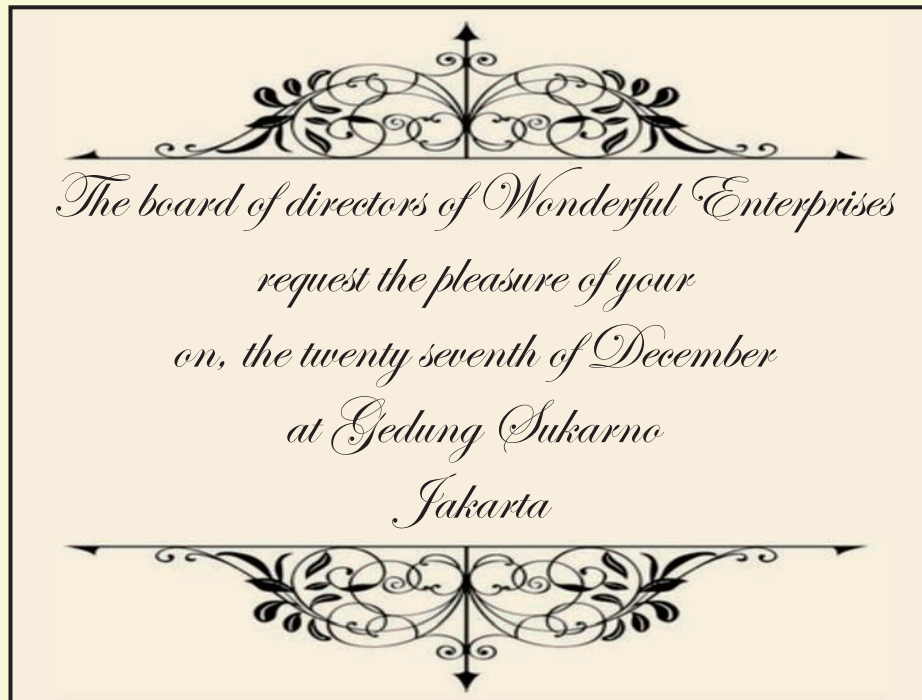 The board of directors of Wonderful Enterprises
request the pleasure of your
on, the twenty seventh of December
at Gedung Sukarno
Jakarta